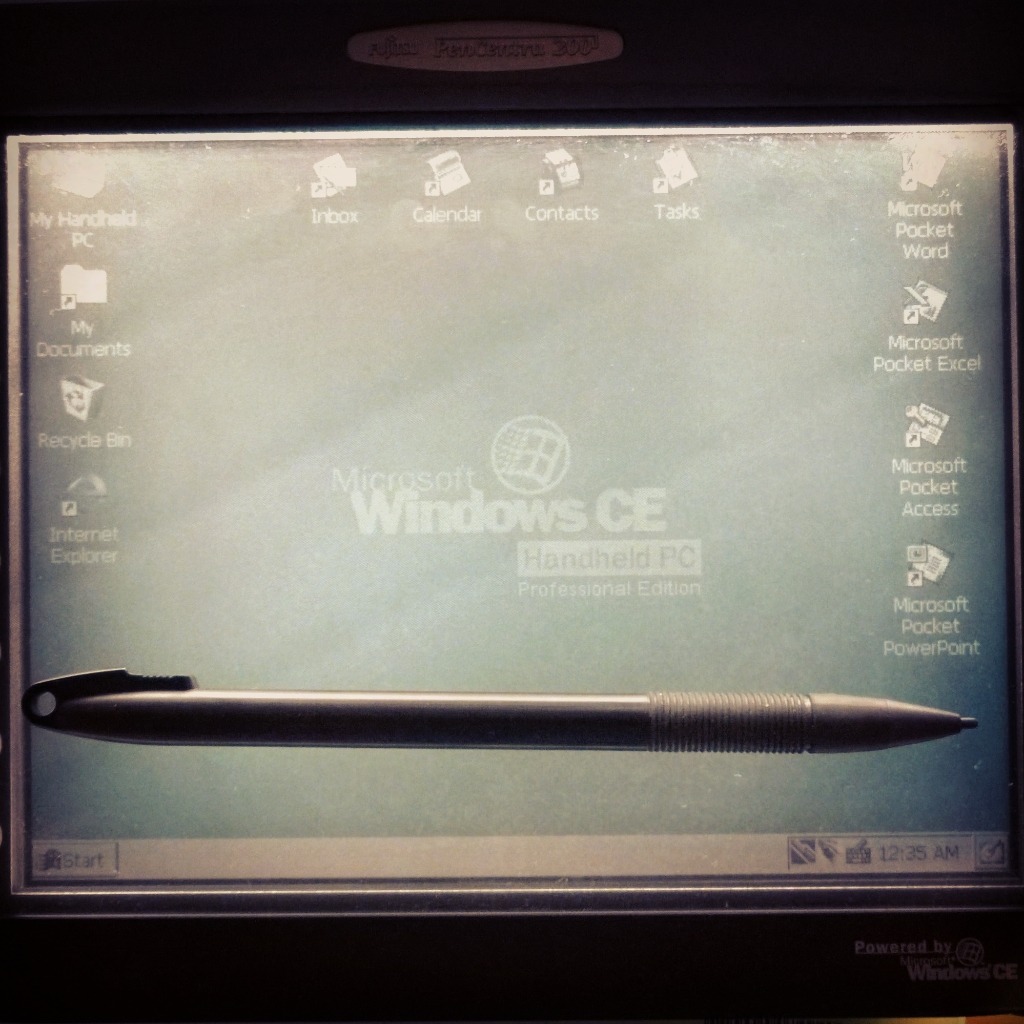 Fujitsu PenCentra 200
My Handheld
PC
Inbox
Calendar
Contacts
Tasks
Microsoft
Pocket
Word
My
Documents
Microsoft
Pocket Excel
Recycle Bin
Microsoft
Pocket
Access
Internet
Explorer
Microsoft
Windows CE
Handheld PC
Professional Edition
Microsoft
Pocket
PowerPoint
Start
12:35 AM
Powered by
Microsoft
Windows CE